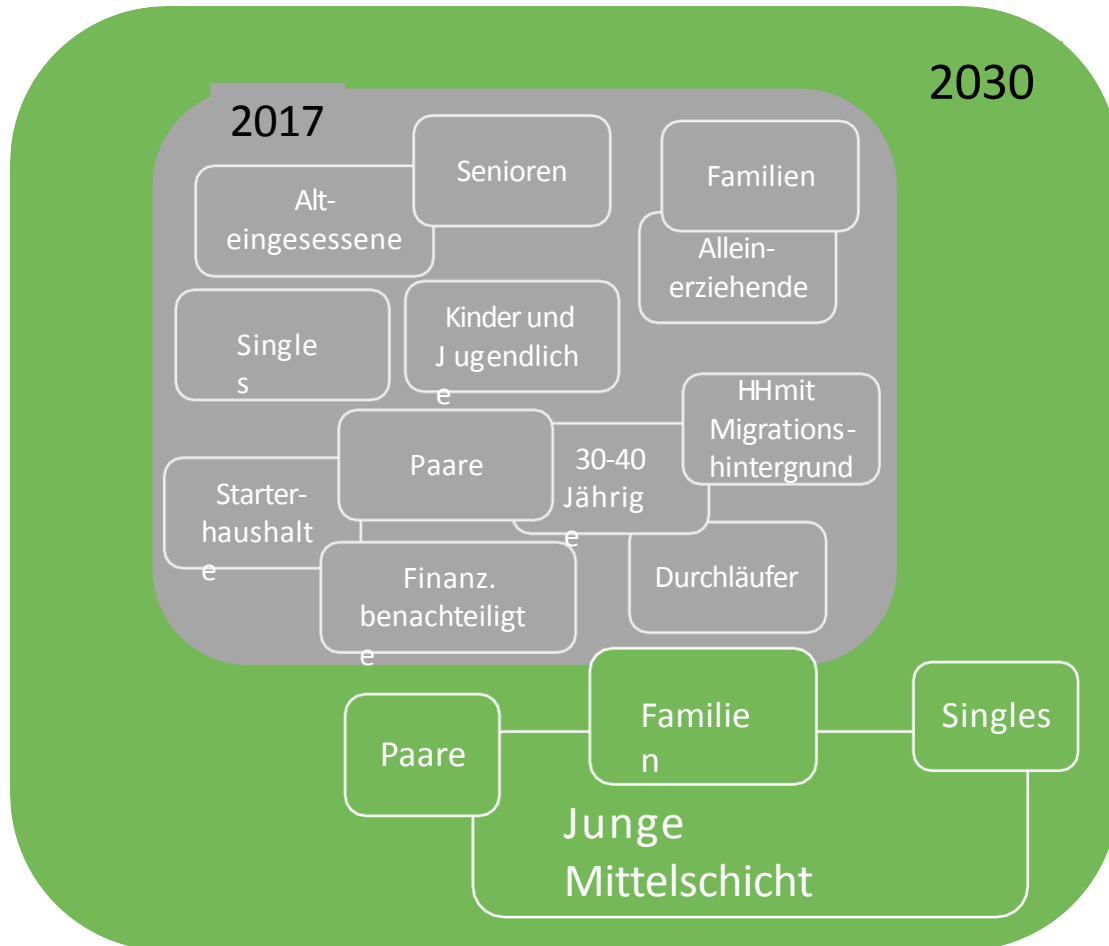 2030
2017
Senioren
Familien
Alt-
eingesessene
Allein-
erziehende
Single
s
Kinder und
J ugendlich
e
HHmit
Migrations-
hintergrund
Paare
30-40
Jährig
e
Starter-
haushalt
e
Finanz.
benachteiligt
e
Durchläufer
Paare
Familie
n
Singles
Junge
Mittelschicht